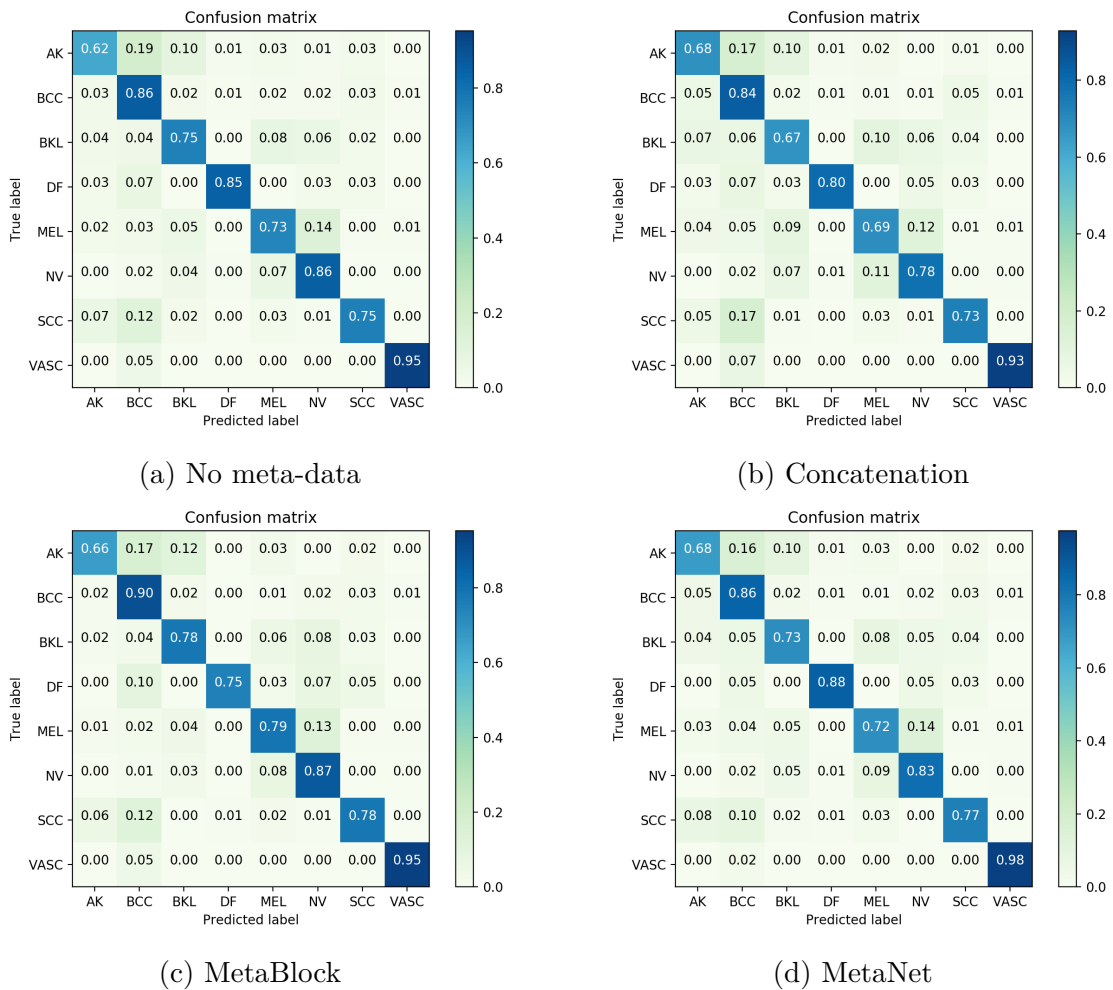 Confusion matrix
AK 0.62 0.19 0.10 0.01 0.03 0.01 0.03 0.00
BCC 0.03 0.86 0.02 0.01 0.02 0.02 0.03 0.01
BKL 0.04 0.04 0.75 0.00 0.08 0.06 0.02 0.00
DF 0.03 0.07 0.00 0.85 0.00 0.03 0.03 0.00
MEL 0.02 0.03 0.05 0.00 0.73 0.14 0.01 0.01
NV 0.00 0.02 0.04 0.00 0.07 0.86 0.00 0.00
SCC 0.07 0.12 0.02 0.00 0.03 0.01 0.75 0.00
VASC 0.00 0.05 0.00 0.00 0.00 0.00 0.00 0.95
AK BCC BKL DF MEL NV SCC VASC
Predicted label
True label
0.8
0.6
0.4
0.2
0.0
(a) No meta-data
Confusion matrix
AK 0.68 0.17 0.10 0.01 0.02 0.00 0.01 0.00
BCC 0.05 0.84 0.02 0.01 0.01 0.01 0.05 0.01
BKL 0.07 0.06 0.67 0.00 0.10 0.06 0.04 0.00
DF 0.03 0.07 0.03 0.80 0.00 0.05 0.03 0.00
MEL 0.04 0.05 0.09 0.00 0.69 0.12 0.01 0.01
NV 0.00 0.02 0.07 0.01 0.11 0.78 0.00 0.00
SCC 0.05 0.17 0.01 0.00 0.03 0.01 0.73 0.00
VASC 0.00 0.07 0.00 0.00 0.00 0.00 0.00 0.93
AK BCC BKL DF MEL NV SCC VASC
Predicted label
True label
0.8
0.6
0.4
0.2
0.0
(b) Concatenation
Confusion matrix
AK 0.66 0.17 0.12 0.00 0.03 0.00 0.02 0.00
BCC 0.02 0.90 0.02 0.00 0.01 0.02 0.02 0.01
BKL 0.02 0.04 0.78 0.00 0.06 0.08 0.03 0.00
DF 0.00 0.10 0.00 0.75 0.03 0.07 0.05 0.00
MEL 0.01 0.02 0.04 0.00 0.79 0.13 0.00 0.00
NV 0.00 0.01 0.03 0.00 0.08 0.87 0.00 0.00
SCC 0.06 0.12 0.00 0.01 0.02 0.01 0.78 0.00
VASC 0.00 0.05 0.00 0.00 0.00 0.00 0.00 0.95
AK BCC BKL DF MEL NV SCC VASC
Predicted label
True label
0.8
0.6
0.4
0.2
0.0
(c) MetaBlock
Confusion matrix
AK 0.68 0.16 0.10 0.01 0.03 0.00 0.02 0.00
BCC 0.05 0.86 0.02 0.01 0.01 0.02 0.03 0.01
BKL 0.04 0.05 0.73 0.00 0.08 0.05 0.04 0.00
DF 0.00 0.05 0.00 0.88 0.00 0.05 0.03 0.00
MEL 0.03 0.04 0.05 0.00 0.72 0.14 0.01 0.01
NV 0.00 0.02 0.05 0.01 0.09 0.83 0.00 0.00
SCC 0.08 0.10 0.02 0.01 0.03 0.00 0.77 0.00
VASC 0.00 0.02 0.00 0.00 0.00 0.00 0.00 0.98
AK BCC BKL DF MEL NV SCC VASC
Predicted label
True label
0.8
0.6
0.4
0.2
0.0
(d) MetaNet